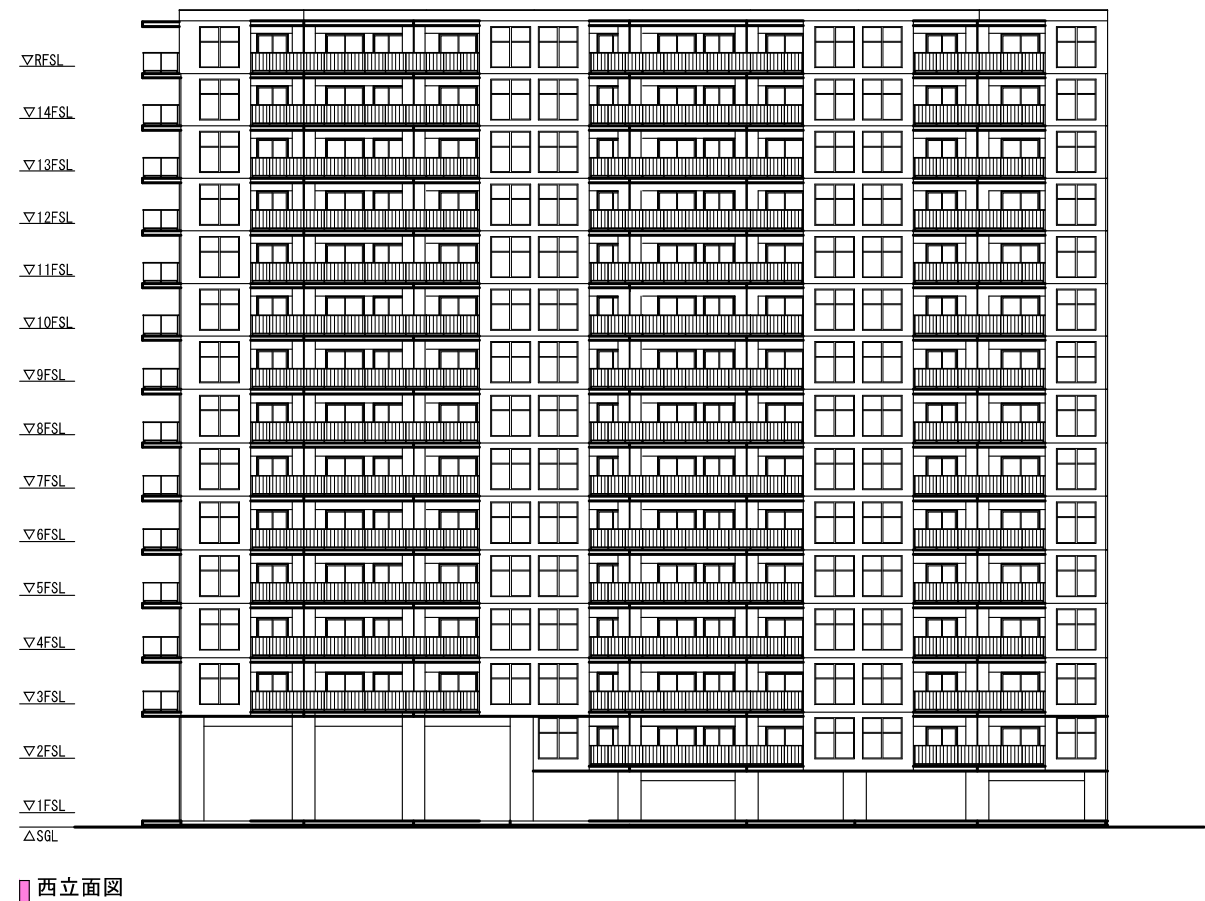 ▽RFSL
▽14FSL
▽13FSL
▽12FSL
▽11FSL
▽10FSL
▽9FSL
▽8FSL
▽7FSL
▽6FSL
▽5FSL
▽4FSL
▽3FSL
▽2FSL
▽1FSL
△SGL
西立面図